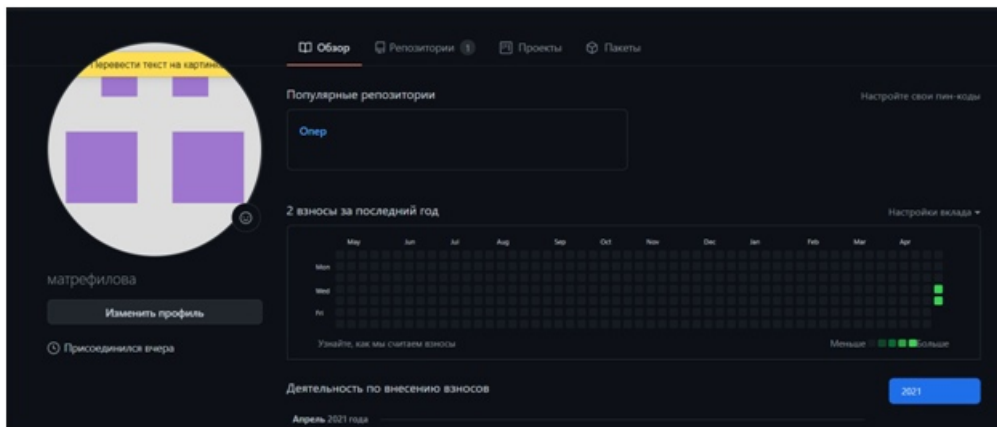 Обзор Репозитории 1 Проекты Пакеты
Перевести текст на картинк
Популярные репозитории Настройте свои пин-коды
Опер
2 взносы за последний год Настройки вклада
May Jun Jul Aug Sep Oct Nov Dec Jan Feb Mar Apr
Mon
Wed
Fri
матрефилова
Изменить профиль
Узнайте, как мы считаем взносы Меньше Больше
Присоединился вчера
Деятельность по внесению взносов 2021
Апрель 2021 года